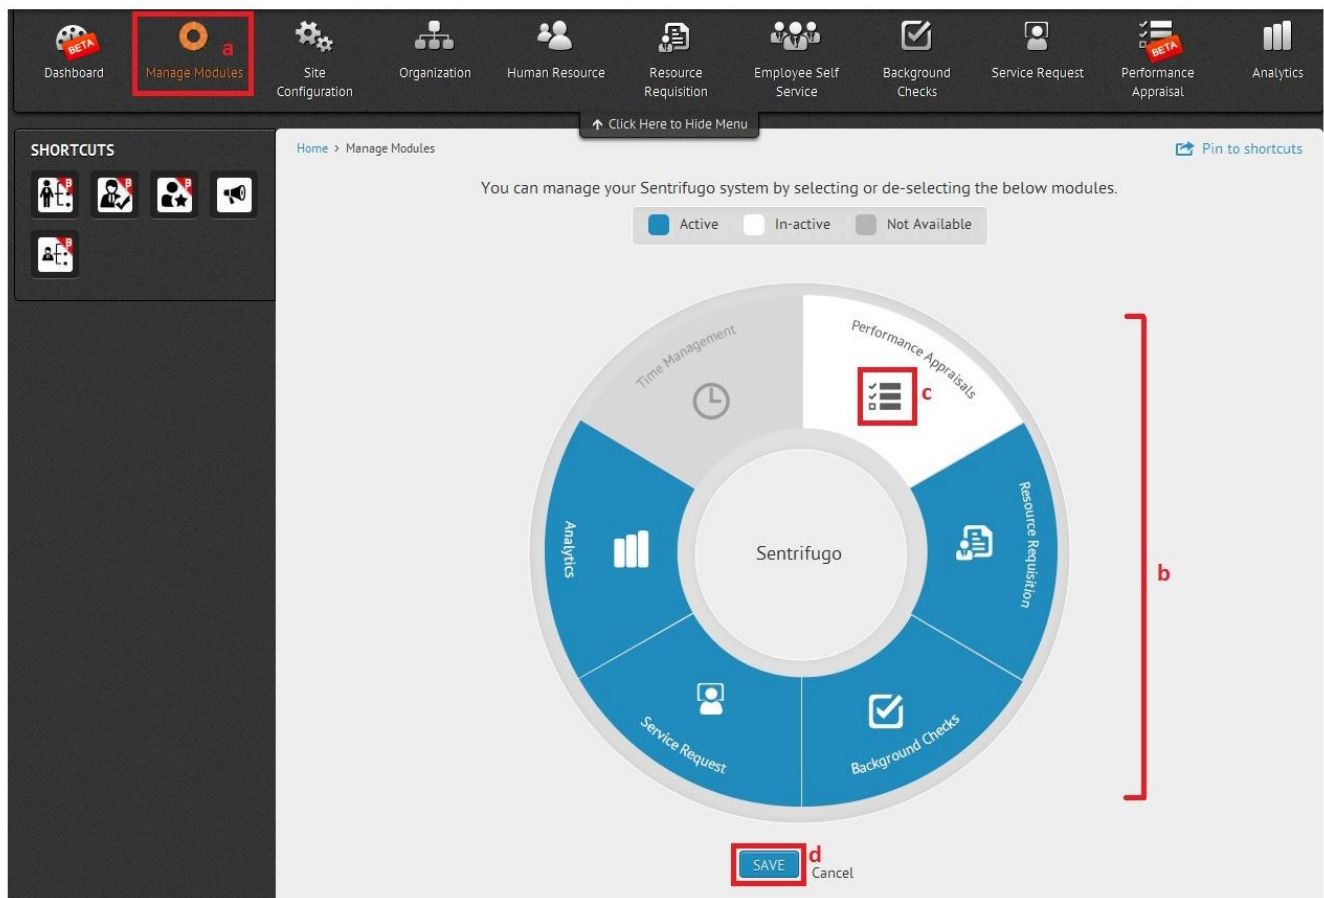 BETA
BETA
Dashboard
Manage Modules
a
Site
Configuration
Organization
Human Resource
Resource
Requisition
Employee Self
Service
Background
Checks
Service Request
Performance
Appraisal
Analytics
Click Here to Hide Menu
SHORTCUTS
B
B
B
B
Home > Manage Modules
Pin to shortcuts
You can manage your Sentrifugo system by selecting or de-selecting the below modules.
Active
In-active
Not Available
Time Management
Performance Appraisals
c
Analytics
Sentrifugo
Resource Requisition
b
Service Request
Background Checks
SAVE
d
Cancel